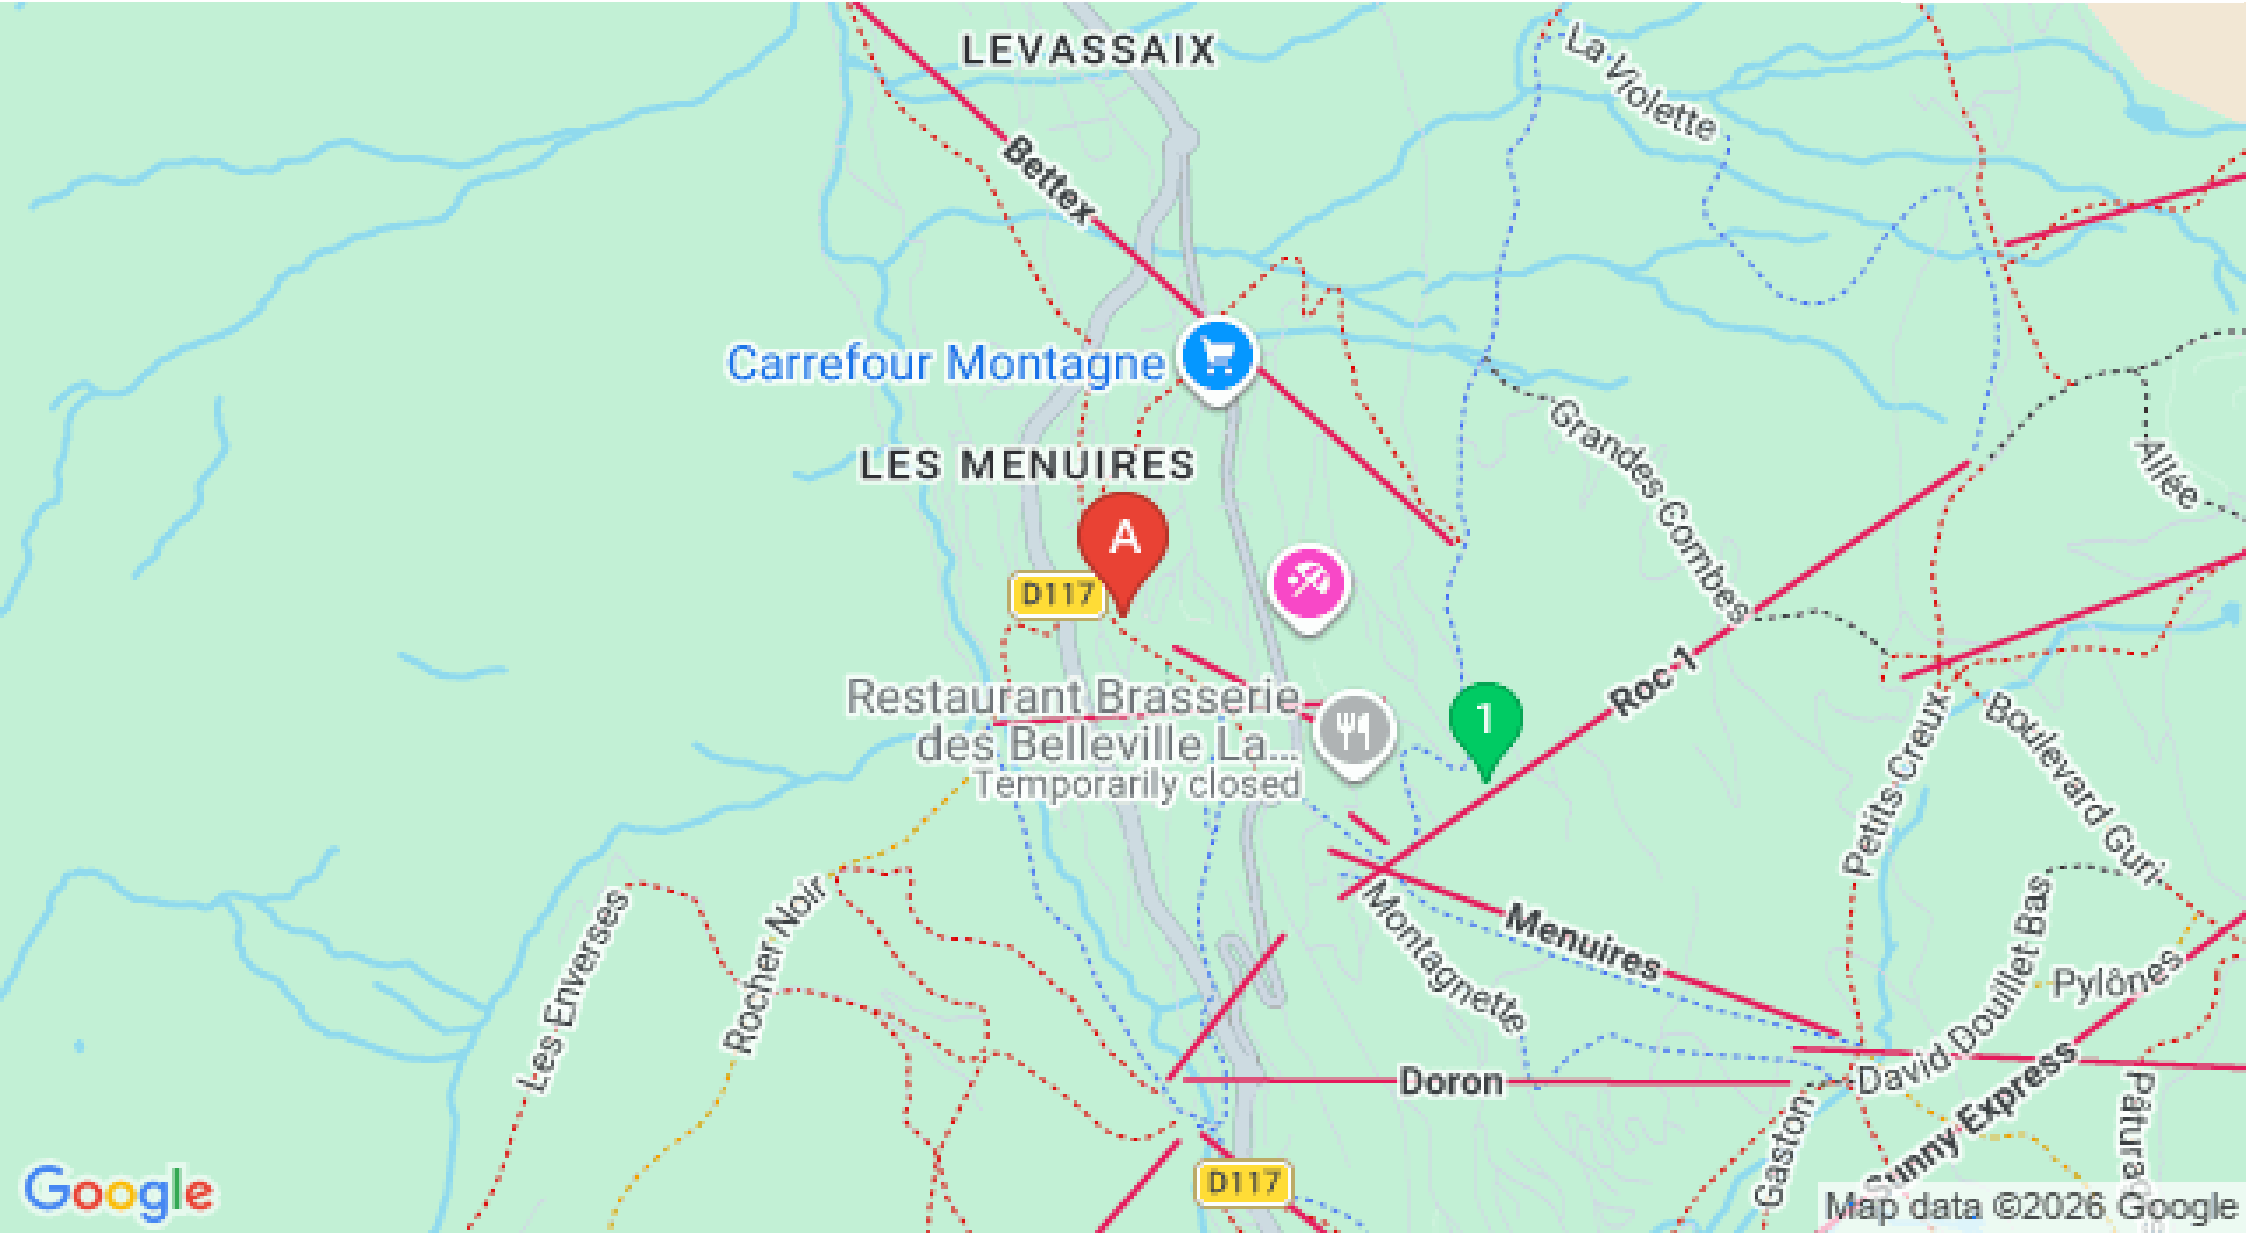 LEVASSAIX
La Violette
Bettex
Carrefour Montagne
Grandes Combes
Allée
LES MENUIRES
A
D117
Roc 1
Restaurant Brasserie
des Belleville La...
Temporarily closed
1
Petits Creux
Boulevard Guri
Les Enverses
Rocher Noir
Montagnette
Menuires
David Douillet Bas
Pylônes
Doron
Sunny Express
Gaston
D117
Google
Map data ©2026 Google